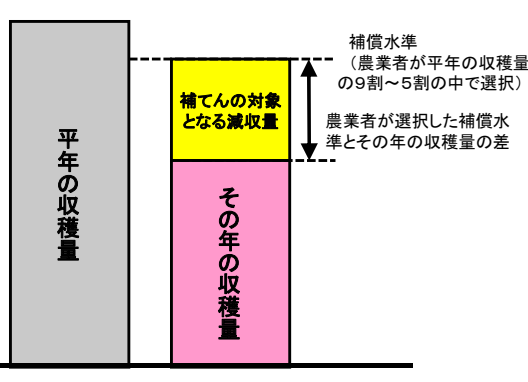 平年の収穫量
補てんの対象
となる減収量
その年の収穫量
補償水準
（農業者が平年の収穫量
の９割～５割の中で選択）
農業者が選択した補償水
準とその年の収穫量の差